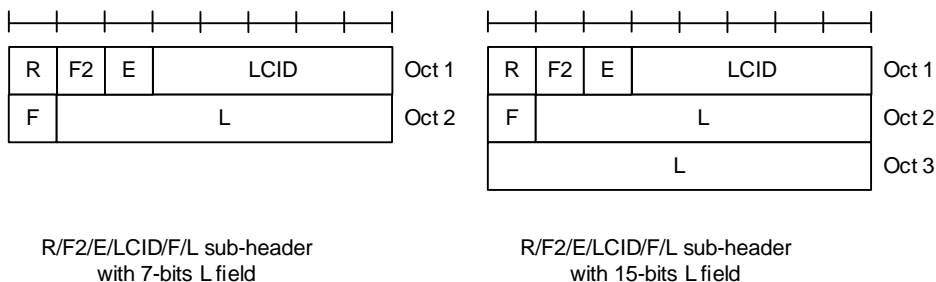 R F2 E LCID Oct 1
F L Oct 2
R/F2/E/LCID/F/L sub-header
with 7-bits L field
R F2 E LCID Oct 1
F L Oct 2
L Oct 3
R/F2/E/LCID/F/L sub-header
with 15-bits L field